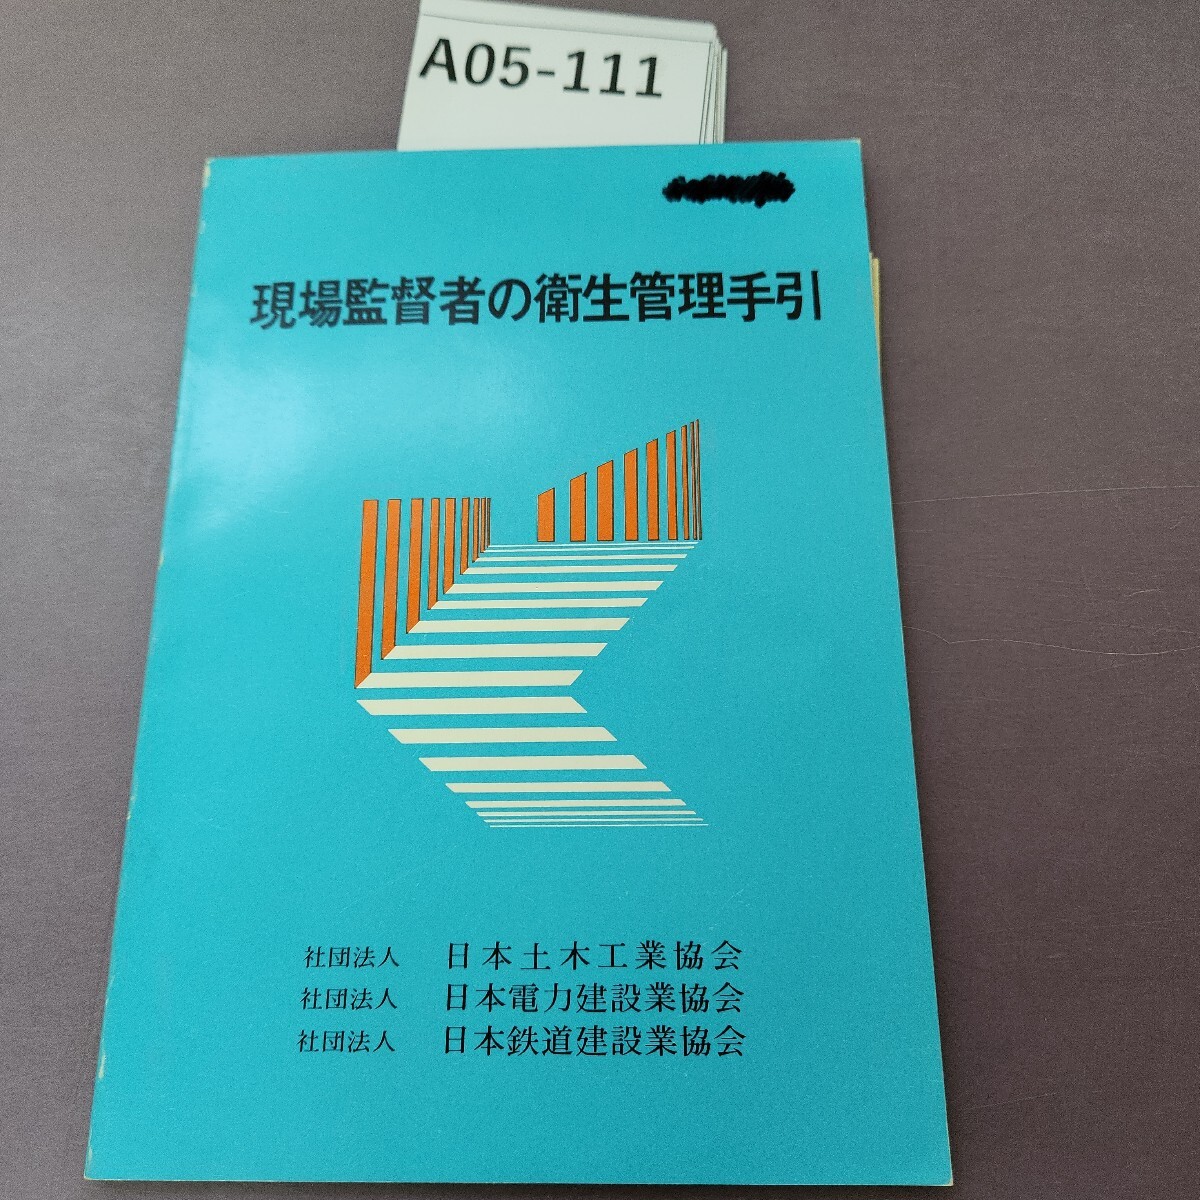 A05-111
現場監督者の衛生管理手引
社団法人 日本土木工業協会
社団法人 日本電力建設業協会
社団法人 日本鉄道建設業協会